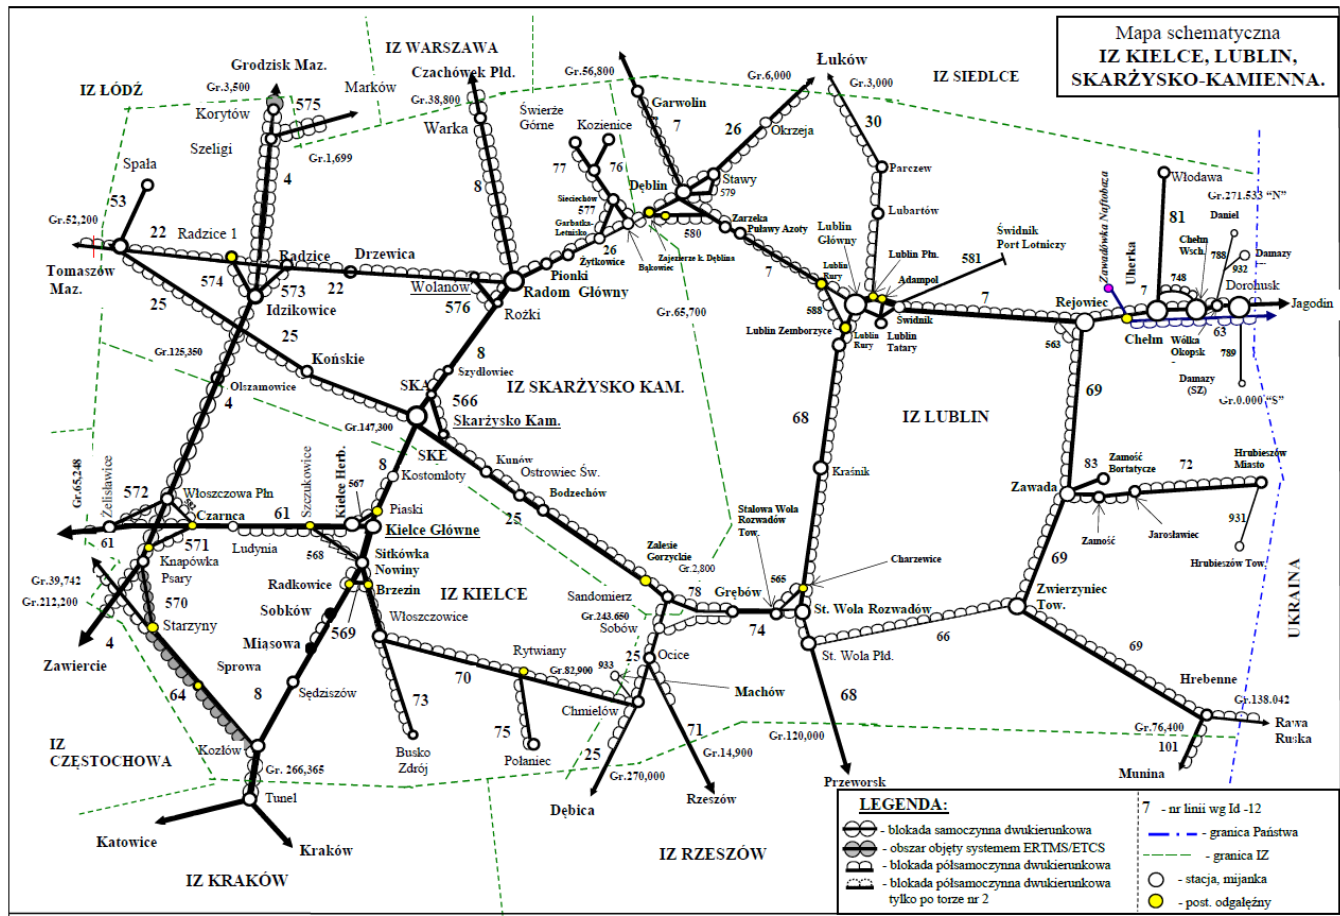 Mapa schematyczna
IZ KIELCE, LUBLIN,
SKARŻYSKO-KAMIENNA.
IZ WARSZAWA
Czachówek Płd.
Grodzisk Maz.
IZ ŁÓDŹ
Gr.3,500
575
Korytów
Marków
Szeligi
Gr.1,699
Gr.38,800
Warka
8
4
Gr.56,800
Garwolin
7
Gr.6,000
Łuków
Gr.3,000
IZ SIEDLCE
26
Okrzeja
30
Parczew
Lubartów
Świerże
Górne
Kozienice
77
76
Sieciechów
577
Garbatka-
Letnisko
26
Żytkowice
Bąkowiec
Zajezierze k. Dęblina
Dęblin
Stawy
579
580
Zarzeka
Puławy Azoty
7
Gr.65,700
Spała
53
Gr.52,200
22
Radzice 1
Tomaszów
Maz.
574
Radzice
573
22
Drzewica
Idzikowice
Wolanów
576
Pionki
Radom Główny
Rożki
25
25
Końskie
Gr.125,350
Olszamowice
4
8
Szydłowiec
SKA
566
IZ SKARŻYSKO KAM.
Skarżysko Kam.
Gr.147,300
SKE
8
Kostomłoty
Kunów
Ostrowiec Św.
Bodzechów
25
Lublin
Główny
Lublin
Rury
Lublin Płn.
Adampol
588
Lublin Zemborzyce
Lublin
Rury
Lublin
Tatary
Świdnik
Świdnik
Port Lotniczy
581
7
Rejowiec
563
Zawadówka Naftobaza
Uherka
7
Włodawa
81
Chełm
748
Chełm
Wsch.
Wólka
Okopsk
788
Gr.271.533 “N”
Daniel
932
Damazy
Dorohusk
Jagodin
63
789
Damazy
(SZ)
Gr.0.000 “S”
IZ LUBLIN
68
Kraśnik
69
83
Zamość
Bortatycze
72
Hrubieszów
Miasto
Zawada
Zamość
Jarosławiec
931
Hrubieszów Tow.
69
Zwierzyniec
Tow.
UKRAINA
Gr.65,248
Żelisławice
572
Włoszczowa Płn
Czarnca
61
61
571
Ludynia
Szczukowice
568
Kielce Herb.
567
Piaski
Kielce Główne
Sitkówka
Nowiny
Radkowice
Brzezin
569
IZ KIELCE
Włoszczowice
Sobków
Miąsowa
Knapówka
Psary
Gr.39,742
Gr.212,200
570
Starzyny
4
Zawiercie
Sprowa
64
8
Sędziszów
Kozłów
IZ
CZĘSTOCHOWA
Gr. 266,365
Tunel
Katowice
Kraków
IZ KRAKÓW
70
73
Busko
Zdrój
Rytwiany
Gr.82,900
75
Połaniec
Chmielów
25
Gr.270,000
Dębica
933
Machów
Zalesie
Gorzyckie
Gr.2,800
Sandomierz
78
Gr.243.650
Sobów
25
Ocice
71
Gr.14,900
Rzeszów
IZ RZESZÓW
Stalowa Wola
Rozwadów
Tow.
565
Charzewice
Grębów
74
St. Wola Rozwadów
St. Wola Płd.
66
68
Gr.120,000
Przeworsk
69
Hrebenne
Gr.138.042
Rawa
Ruska
Gr.76,400
101
Munina
LEGENDA:
- blokada samoczynna dwukierunkowa
- obszar objęty systemem ERTMS/ETCS
- blokada półsamoczynna dwukierunkowa
- blokada półsamoczynna dwukierunkowa
tylko po torze nr 2
7 - nr linii wg Id -12
- granica Państwa
- granica IZ
- stacja, mijanka
- post. odgałęźny